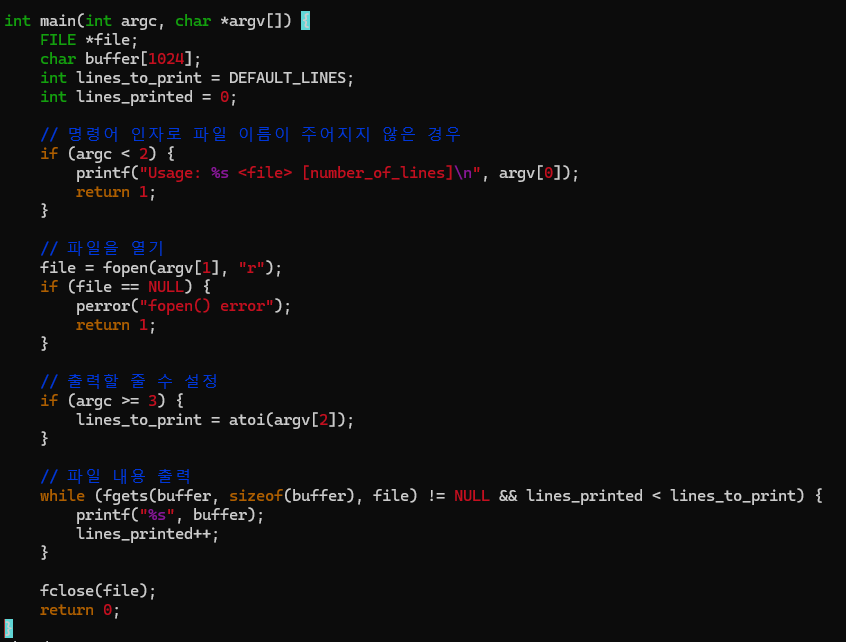 int main(int argc, char *argv[]) {
    FILE *file;
    char buffer[1024];
    int lines_to_print = DEFAULT_LINES;
    int lines_printed = 0;

    // 명령어 인자로 파일 이름이 주어지지 않은 경우
    if (argc < 2) {
        printf("Usage: %s <file> [number_of_lines]\n", argv[0]);
        return 1;
    }

    // 파일을 열기
    file = fopen(argv[1], "r");
    if (file == NULL) {
        perror("fopen() error");
        return 1;
    }

    // 출력할 줄 수 설정
    if (argc >= 3) {
        lines_to_print = atoi(argv[2]);
    }

    // 파일 내용 출력
    while (fgets(buffer, sizeof(buffer), file) != NULL && lines_printed < lines_to_print) {
        printf("%s", buffer);
        lines_printed++;
    }

    fclose(file);
    return 0;
}